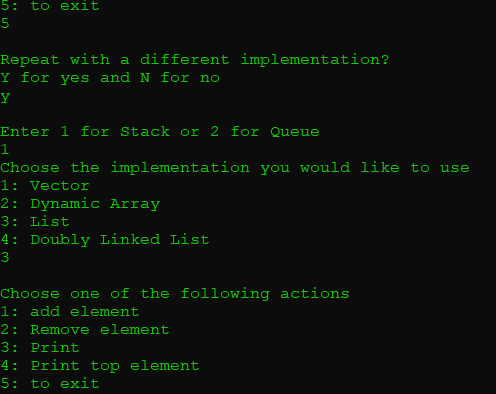 5: to exit
5
Repeat with a different implementation?
Y for yes and N for no
y
Enter 1 for Stack or 2 for Queue
1
Choose the implementation you would like to use
1: Vector
2: Dynamic Array
3: List
4: Doubly Linked List
3
Choose one of the following actions
1: add element
2: Remove element
3: Print
4: Print top element
5: to exit